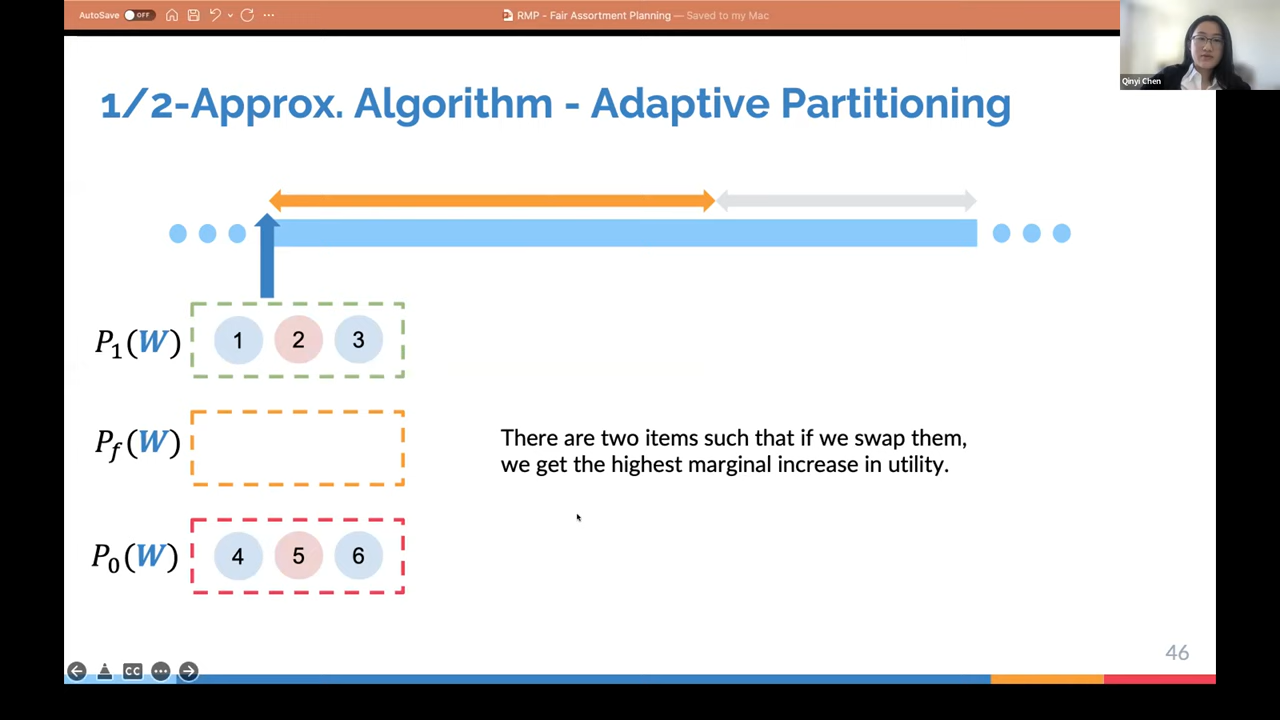 AutoSave OFF
RMP - Fair Assortment Planning — Saved to my Mac
Qinyi Chen
1/2-Approx. Algorithm - Adaptive Partitioning
P₁(W) 1 2 3
P_f(W)
There are two items such that if we swap them,
we get the highest marginal increase in utility.
P₀(W) 4 5 6
46
CC